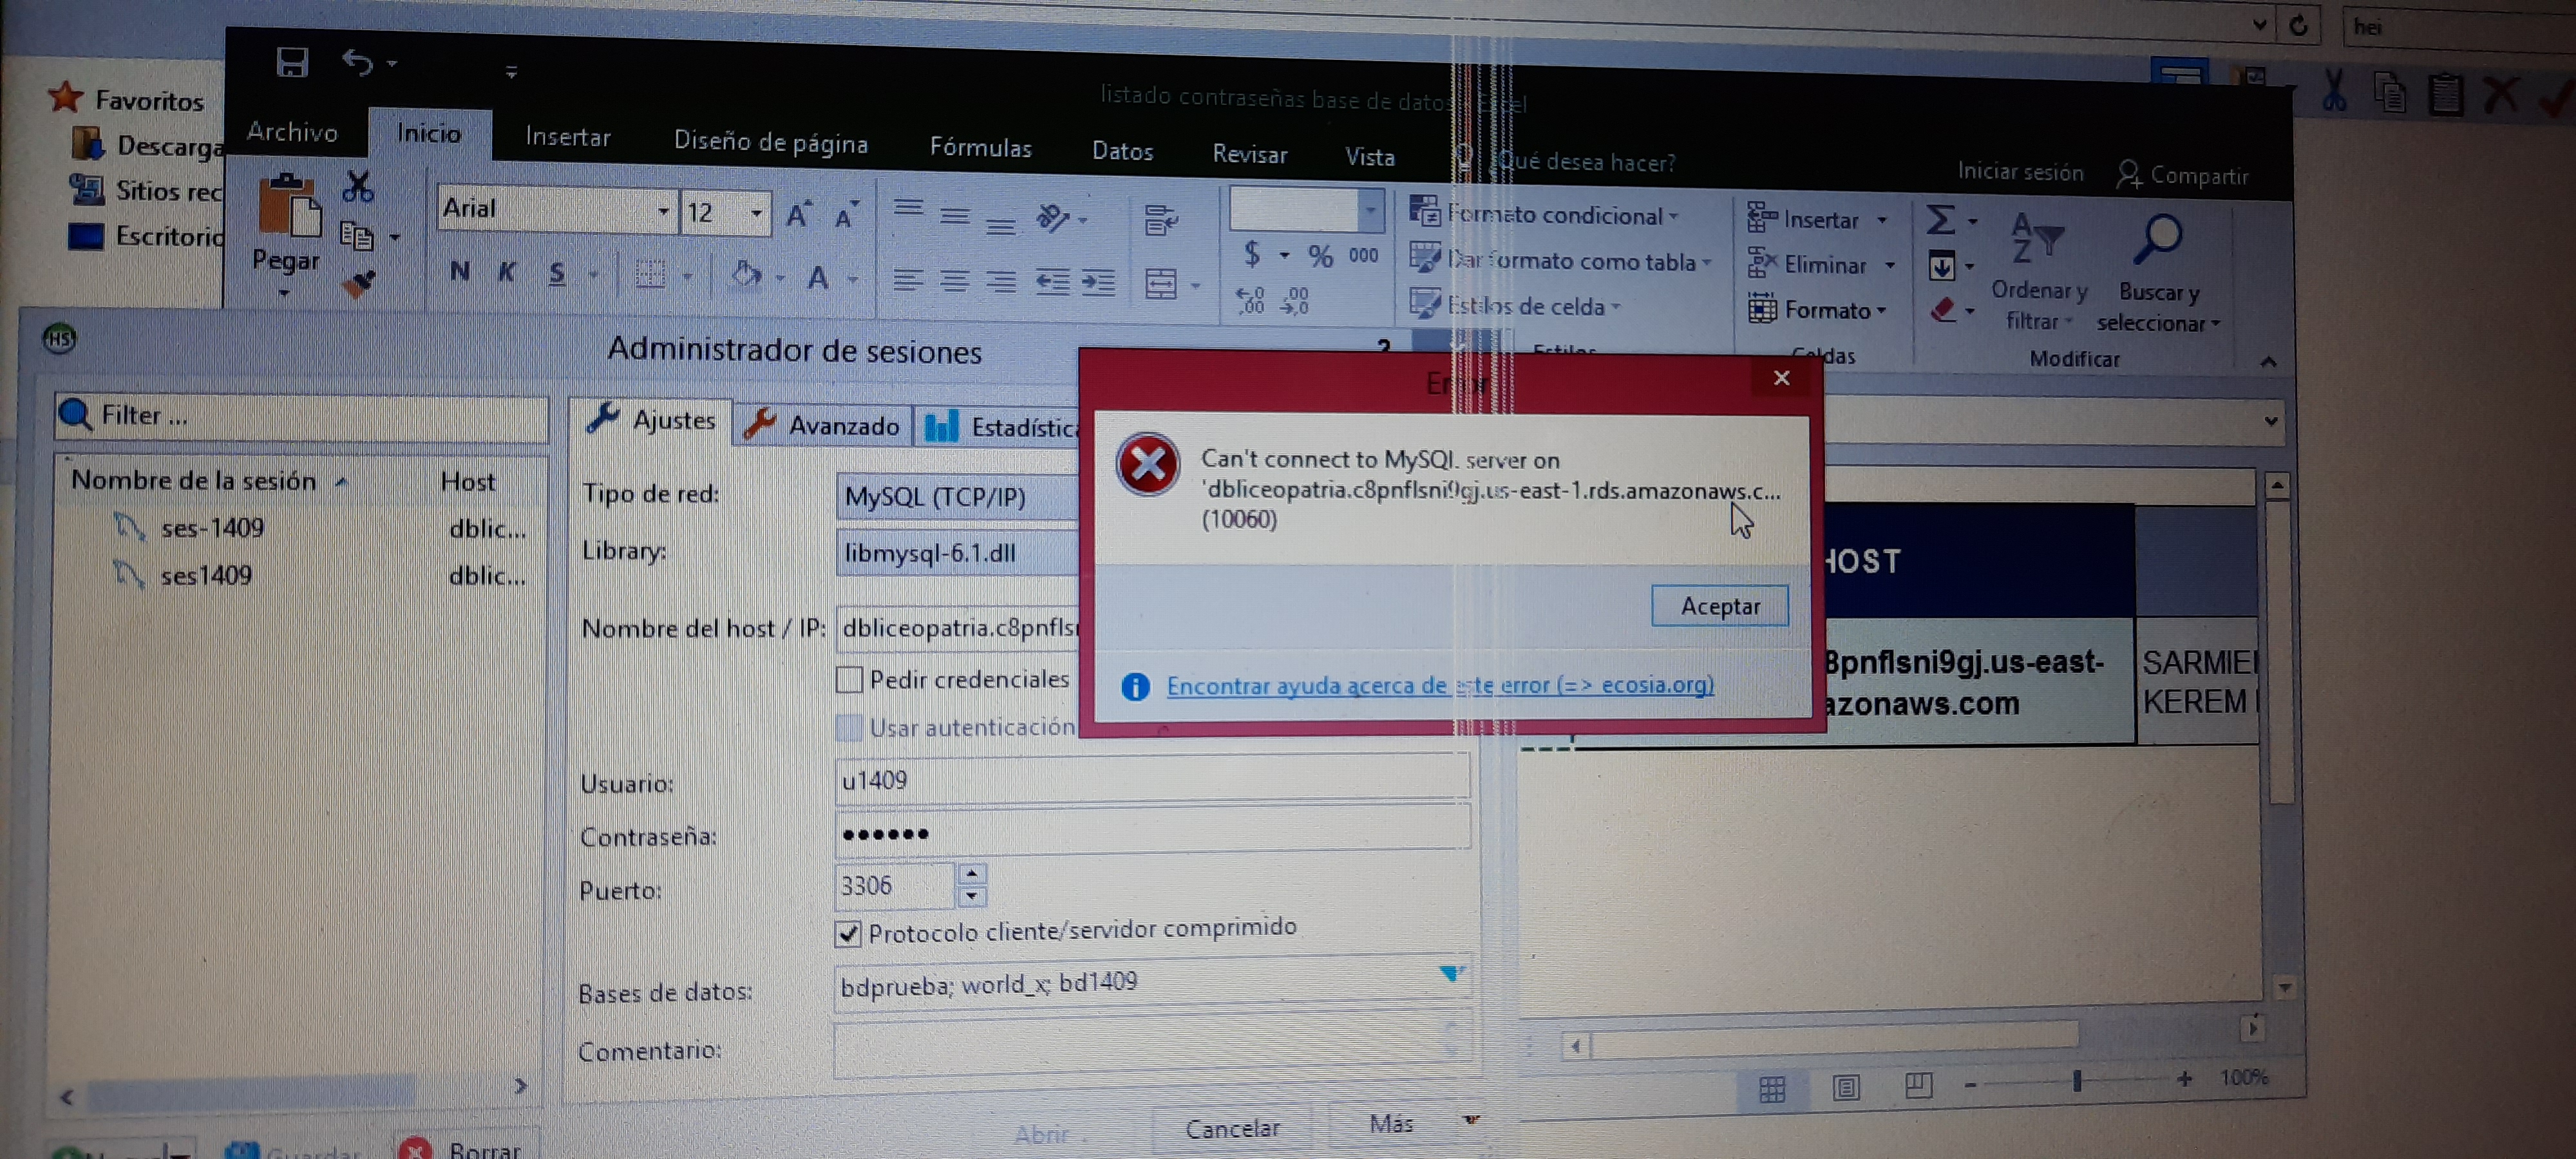 hei
Favoritos
Descarga
Sitios rec
Escritoric
listado contraseñas base de datos
Archivo
Inicio
Insertar
Diseño de página
Fórmulas
Datos
Revisar
Vista
¿Qué desea hacer?
Iniciar sesión
Compartir
Pegar
Arial
12
N K S
A
$ % 000
Formato condicional
Dar formato como tabla
Estilos de celda
Estilos
Insertar
Eliminar
Formato
Celdas
Ordenar y
filtrar
Buscar y
seleccionar
Modificar
HS
Administrador de sesiones
?
Filter ...
Nombre de la sesión
Host
ses-1409
dblic...
ses1409
dblic...
Ajustes
Avanzado
Estadístic
Tipo de red:
MySQL (TCP/IP)
Library:
libmysql-6.1.dll
Nombre del host / IP:
dbliceopatria.c8pnflsn
Pedir credenciales
Usar autenticación
Usuario:
u1409
Contraseña:
••••••
Puerto:
3306
Protocolo cliente/servidor comprimido
Bases de datos:
bdprueba; world_x; bd1409
Comentario:
Abrir
Cancelar
Más
Guardar
Borrar
Can't connect to MySQL server on
'dbliceopatria.c8pnflsni9gj.us-east-1.rds.amazonaws.c...
(10060)
Aceptar
Encontrar ayuda acerca de este error (=> ecosia.org)
HOST
8pnflsni9gj.us-east-
azonaws.com
SARMIE
KEREM
100%